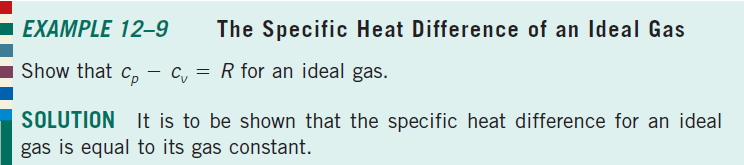 EXAMPLE 12–9 The Specific Heat Difference of an Ideal Gas
Show that cp − cv = R for an ideal gas.
SOLUTION It is to be shown that the specific heat difference for an ideal
gas is equal to its gas constant.